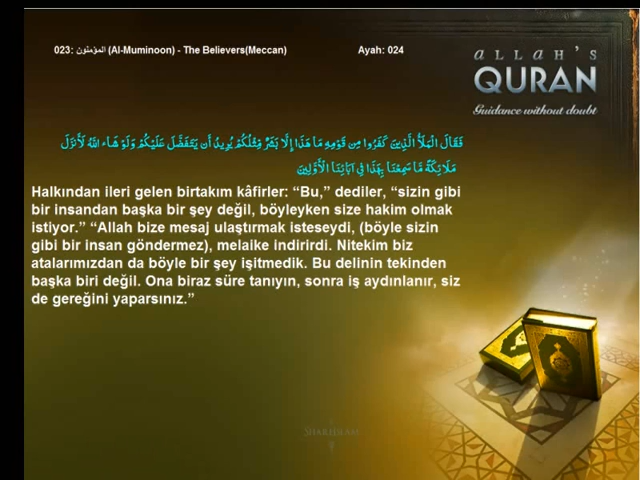 023: المؤمنون (Al-Muminoon) - The Believers(Meccan) Ayah: 024
ALLAH'S
QURAN
Guidance without doubt
فَقَالَ الْمَلَأُ الَّذِينَ كَفَرُوا مِن قَوْمِهِ مَا هَذَا إِلَّا بَشَرٌ مِّثْلُكُمْ يُرِيدُ أَن يَتَفَضَّلَ عَلَيْكُمْ وَلَوْ شَاء اللَّهُ لَأَنزَلَ
مَلَائِكَةً مَّا سَمِعْنَا بِهَذَا فِي آبَائِنَا الْأَوَّلِينَ
Halkından ileri gelen birtakım kâfirler: “Bu,” dediler, “sizin gibi
bir insandan başka bir şey değil, böyleyken size hakim olmak
istiyor.” “Allah bize mesaj ulaştırmak isteseydi, (böyle sizin
gibi bir insan göndermez), melaike indirirdi. Nitekim biz
atalarımızdan da böyle bir şey işitmedik. Bu delinin tekinden
başka biri değil. Ona biraz süre tanıyın, sonra iş aydınlanır, siz
de gereğini yaparsınız.”